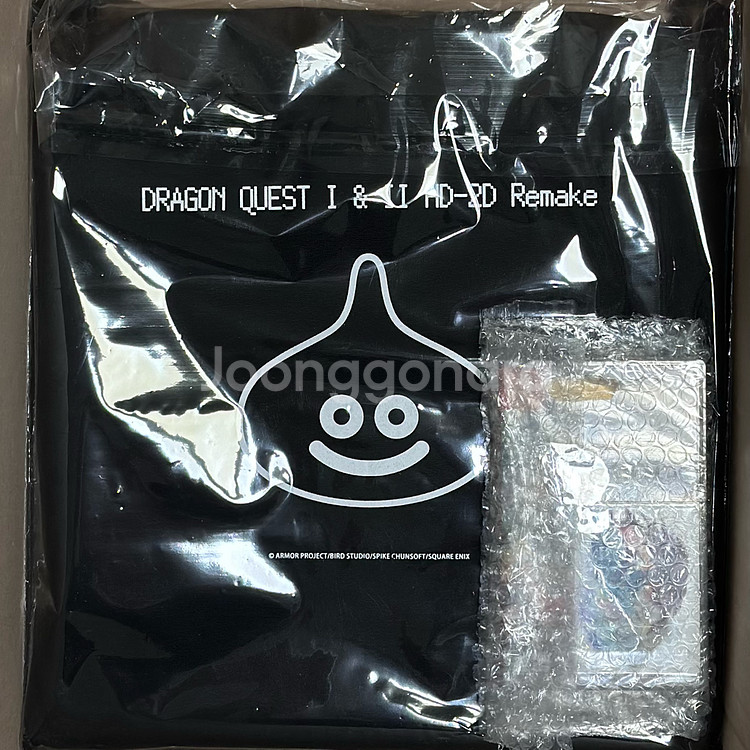 DRAGON QUEST I & II HD-2D Remake
Joonggonara
© ARMOR PROJECT/BIRD STUDIO/SPIKE CHUNSOFT/SQUARE ENIX